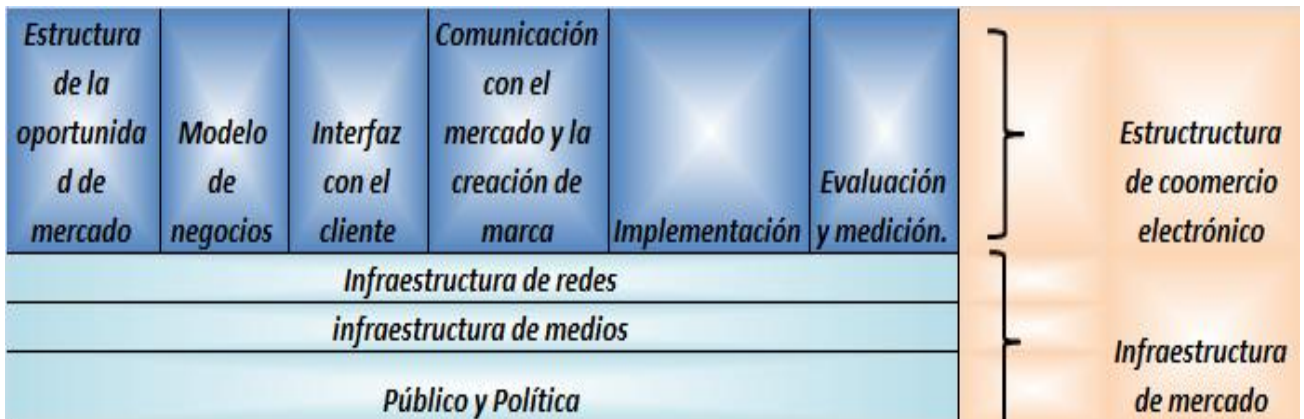 Estructura
de la
oportunida
d de
mercado
Modelo
de
negocios
Interfaz
con el
cliente
Comunicación
con el
mercado y la
creación de
marca
Implementación
Evaluación
y medición.
Estructructura
de coomercio
electrónico
Infraestructura de redes
infraestructura de medios
Público y Política
Infraestructura
de mercado